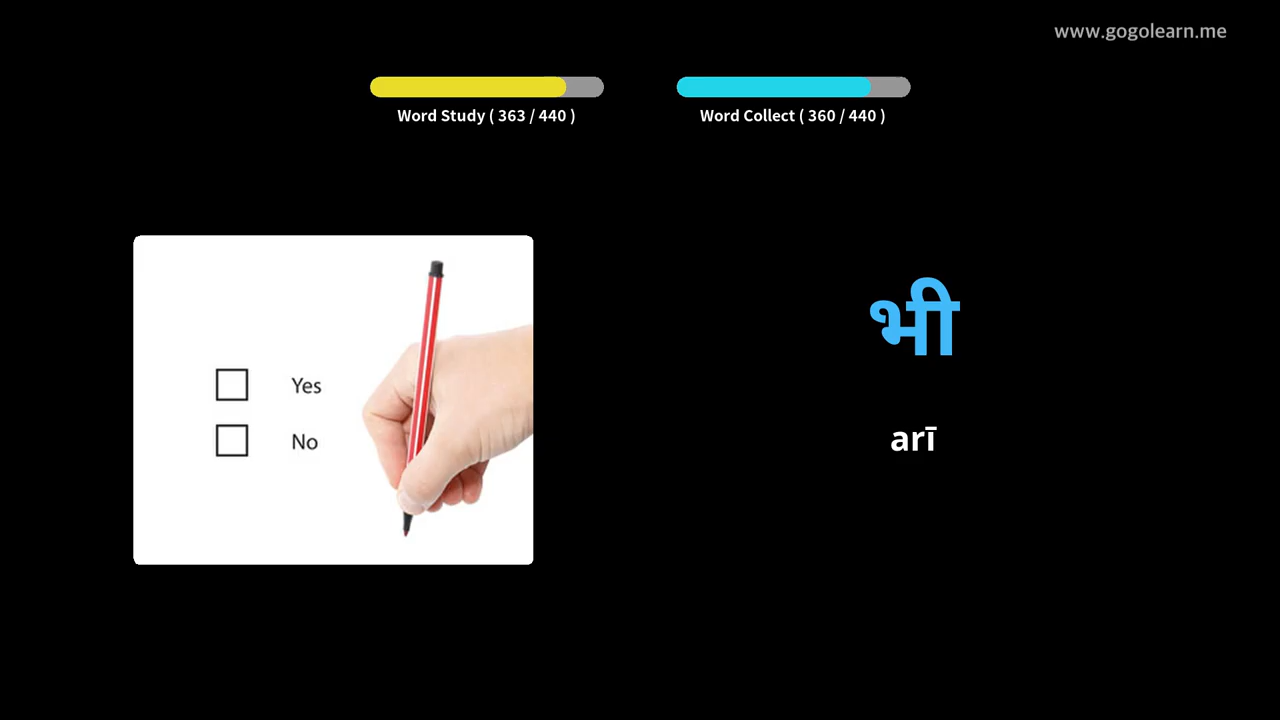 www.gogolearn.me
Word Study ( 363 / 440 )
Word Collect ( 360 / 440 )
Yes
No
भी
arī